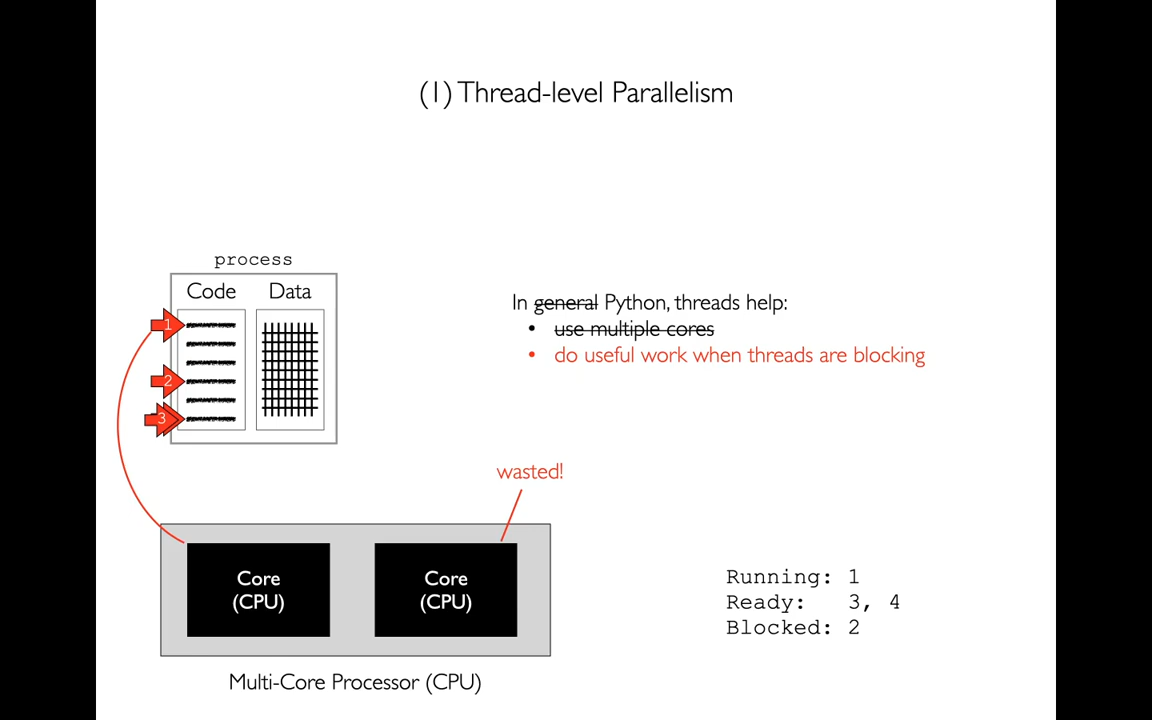 (1) Thread-level Parallelism
process
Code Data
1
2
3
In general Python, threads help:
• use multiple cores
• do useful work when threads are blocking
wasted!
Core
(CPU)
Core
(CPU)
Multi-Core Processor (CPU)
Running: 1
Ready: 3, 4
Blocked: 2